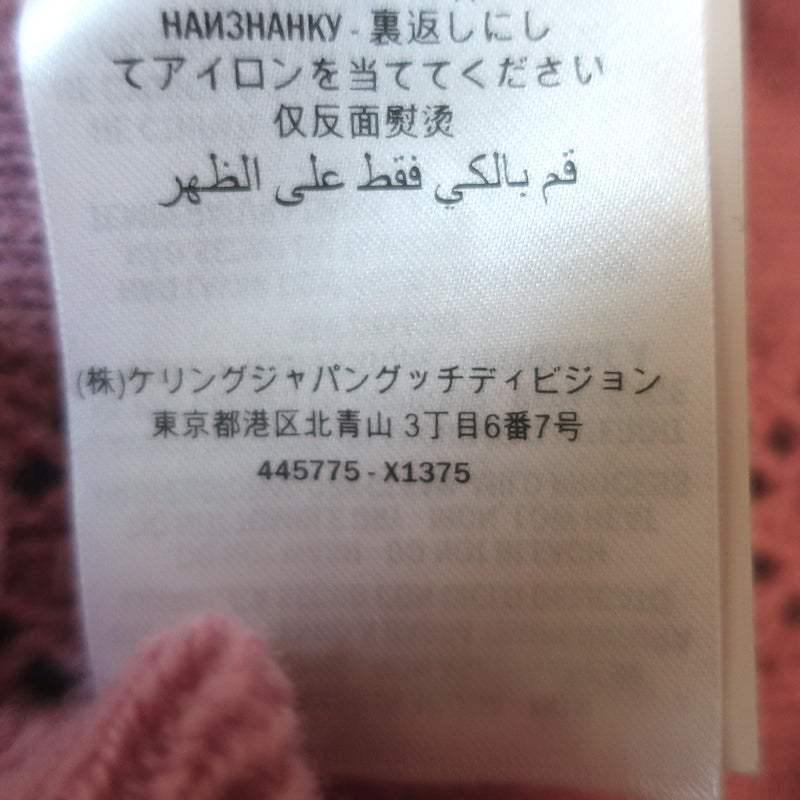 НАИЗНАНКУ - 裏返しにし
てアイロンを当ててください
仅反面熨烫
قم بالكي فقط على الظهر
(株)ケリングジャパングッチディビジョン
東京都港区北青山 3丁目6番7号
445775 - X1375